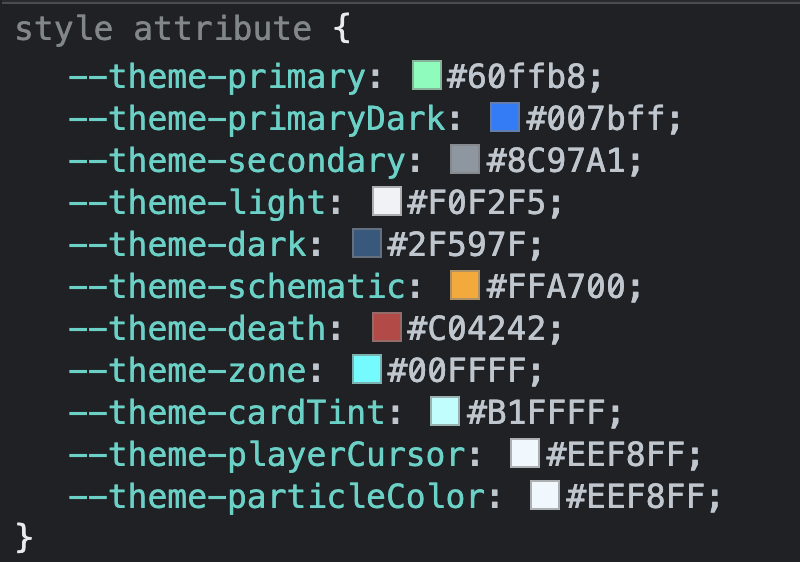 style attribute {
--theme-primary: #60ffb8;
--theme-primaryDark: #007bff;
--theme-secondary: #8C97A1;
--theme-light: #F0F2F5;
--theme-dark: #2F597F;
--theme-schematic: #FFA700;
--theme-death: #C04242;
--theme-zone: #00FFFF;
--theme-cardTint: #B1FFFF;
--theme-playerCursor: #EEF8FF;
--theme-particleColor: #EEF8FF;
}